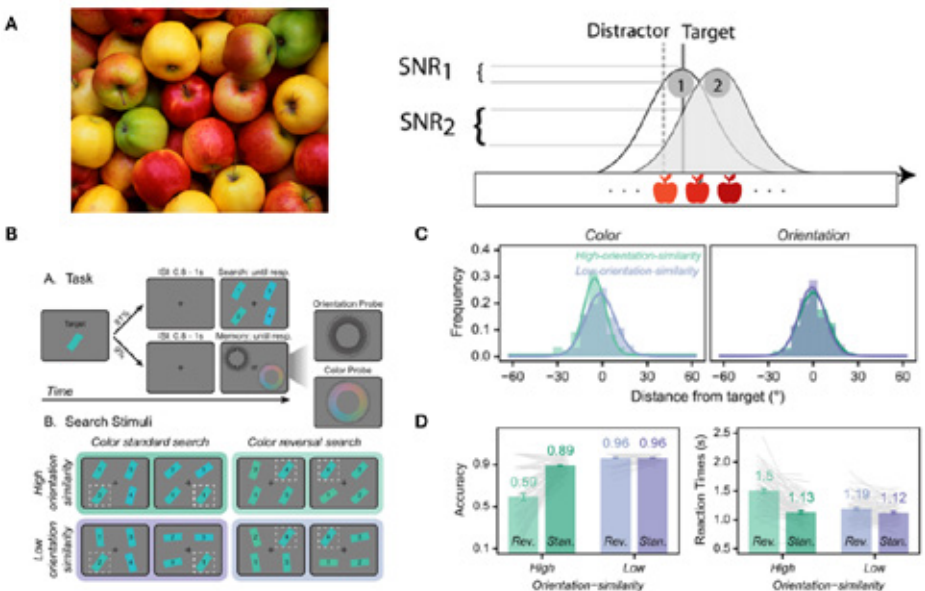 A
Distractor Target
SNR1
SNR2
1
2
B
A. Task
ISI: 0.8 - 1s
Search: until resp.
Target
Orientation Probe
ISI: 0.8 - 1s
Memory: until resp.
Color Probe
Time
B. Search Stimuli
Color standard search
Color reversal search
High orientation similarity
Low orientation similarity
C
Color
Orientation
High-orientation-similarity
Low-orientation-similarity
Frequency
0.4
0.3
0.2
0.1
0.0
−60 −30 0 30 60
−60 −30 0 30 60
Distance from target (°)
D
Accuracy
0.9
0.5
0.1
0.59
0.89
0.96
0.96
Rev. Stan. Rev. Stan.
High Low
Orientation−similarity
Reaction Times (s)
2.5
2.0
1.5
1.0
0.5
1.5
1.13
1.19
1.12
Rev. Stan. Rev. Stan.
High Low
Orientation−similarity